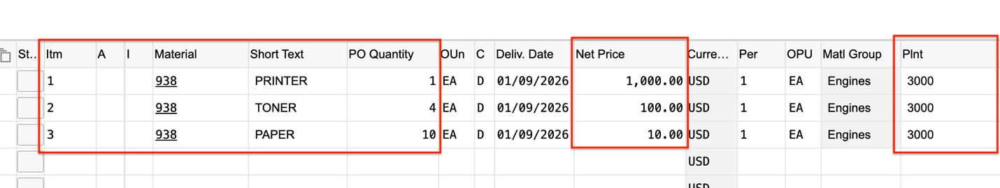 St... Itm A I Material Short Text PO Quantity OUn C Deliv. Date Net Price Curre... Per OPU Matl Group Plnt
1 938 PRINTER 1 EA D 01/09/2026 1,000.00 USD 1 EA Engines 3000
2 938 TONER 4 EA D 01/09/2026 100.00 USD 1 EA Engines 3000
3 938 PAPER 10 EA D 01/09/2026 10.00 USD 1 EA Engines 3000
USD
USD